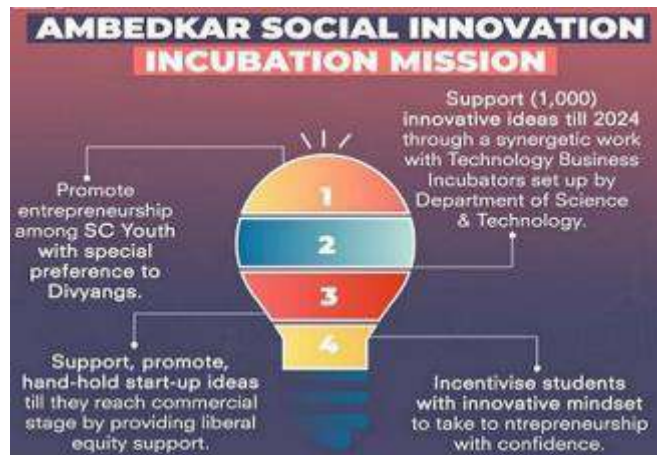 AMBEDKAR SOCIAL INNOVATION
INCUBATION MISSION
1
Promote
entrepreneurship
among SC Youth
with special
preference to
Divyangs.
2
Support (1,000)
innovative ideas till 2024
through a synergetic work
with Technology Business
Incubators set up by
Department of Science
& Technology.
3
Support, promote,
hand-hold start-up ideas
till they reach commercial
stage by providing liberal
equity support.
4
Incentivise students
with innovative mindset
to take to ntrepreneurship
with confidence.